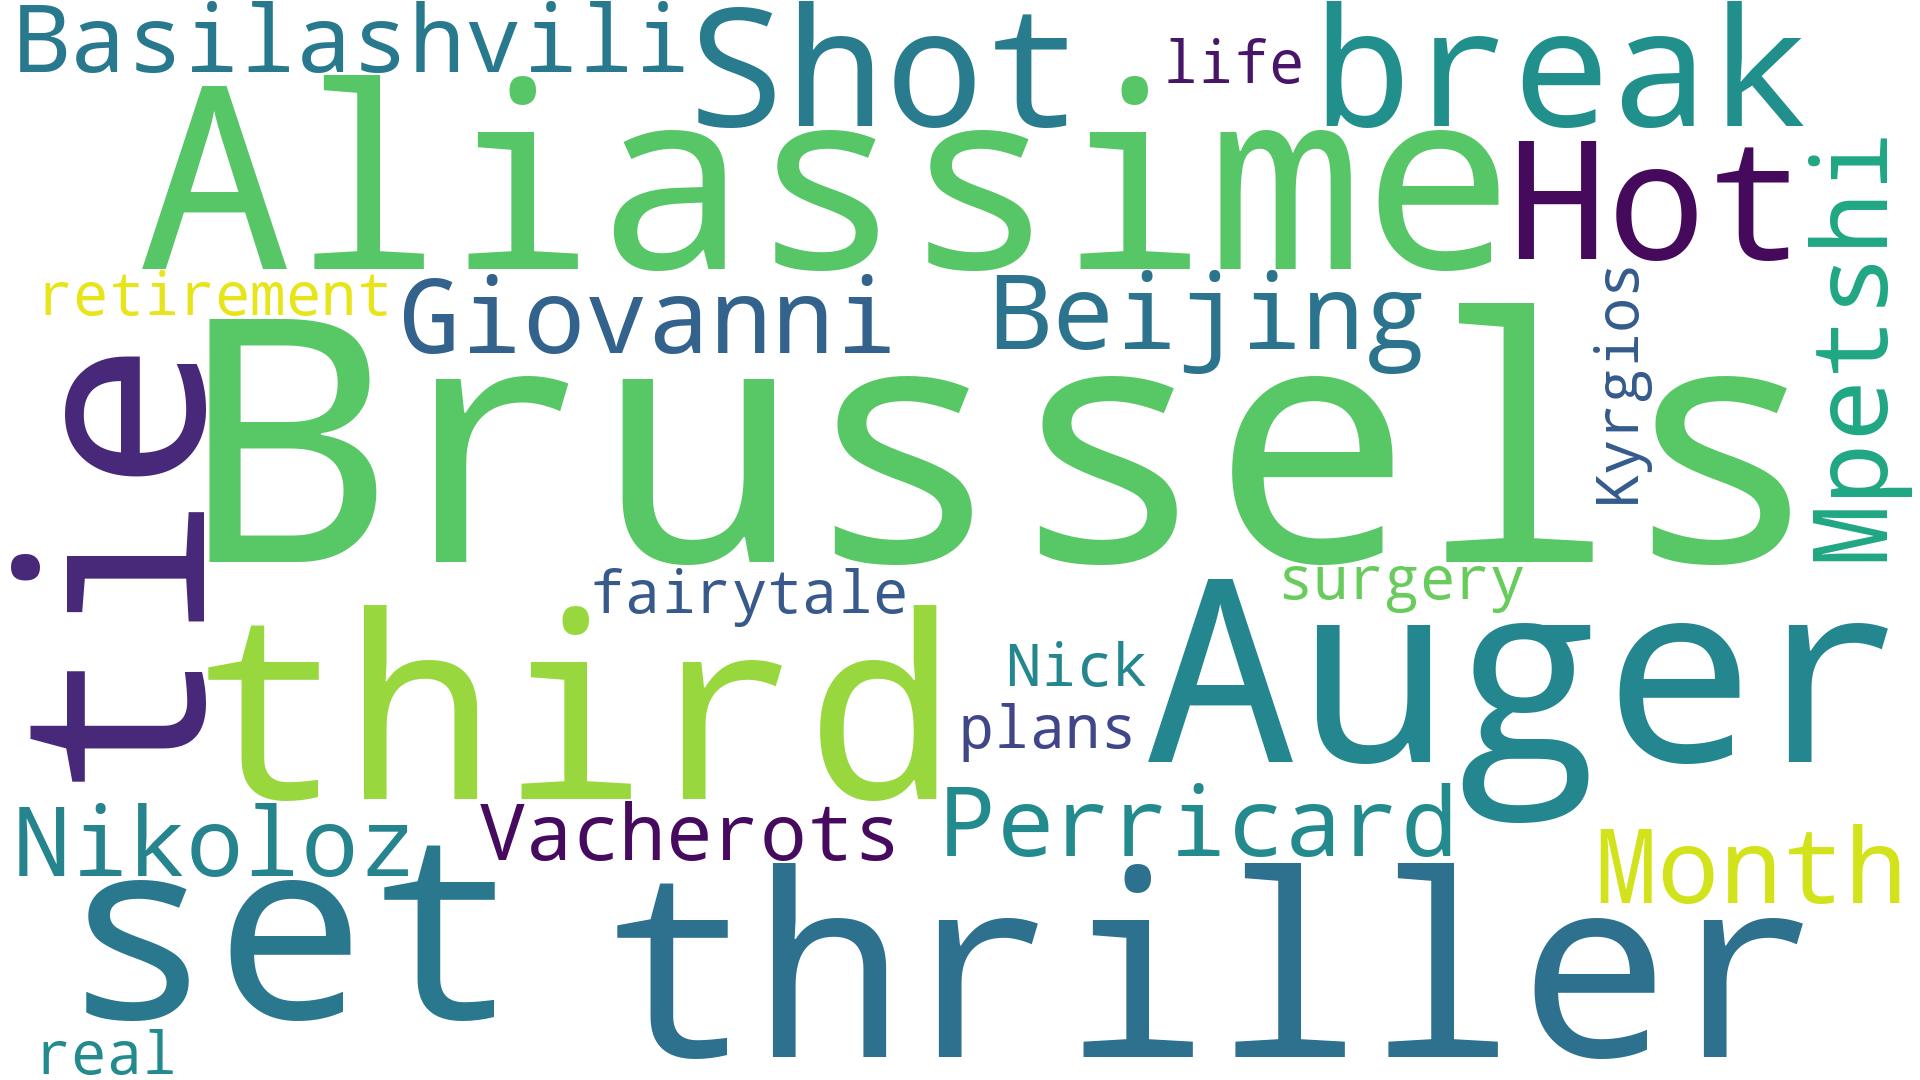 Basilashvili
Shot
life
break
Aliassime
Hot
Mpetshi
retirement
Giovanni
Beijing
Kyrgios
tie
Brussels
fairytale
surgery
third
Nick
Auger
plans
Nikoloz
Vacherots
Perricard
Month
set
thriller
real